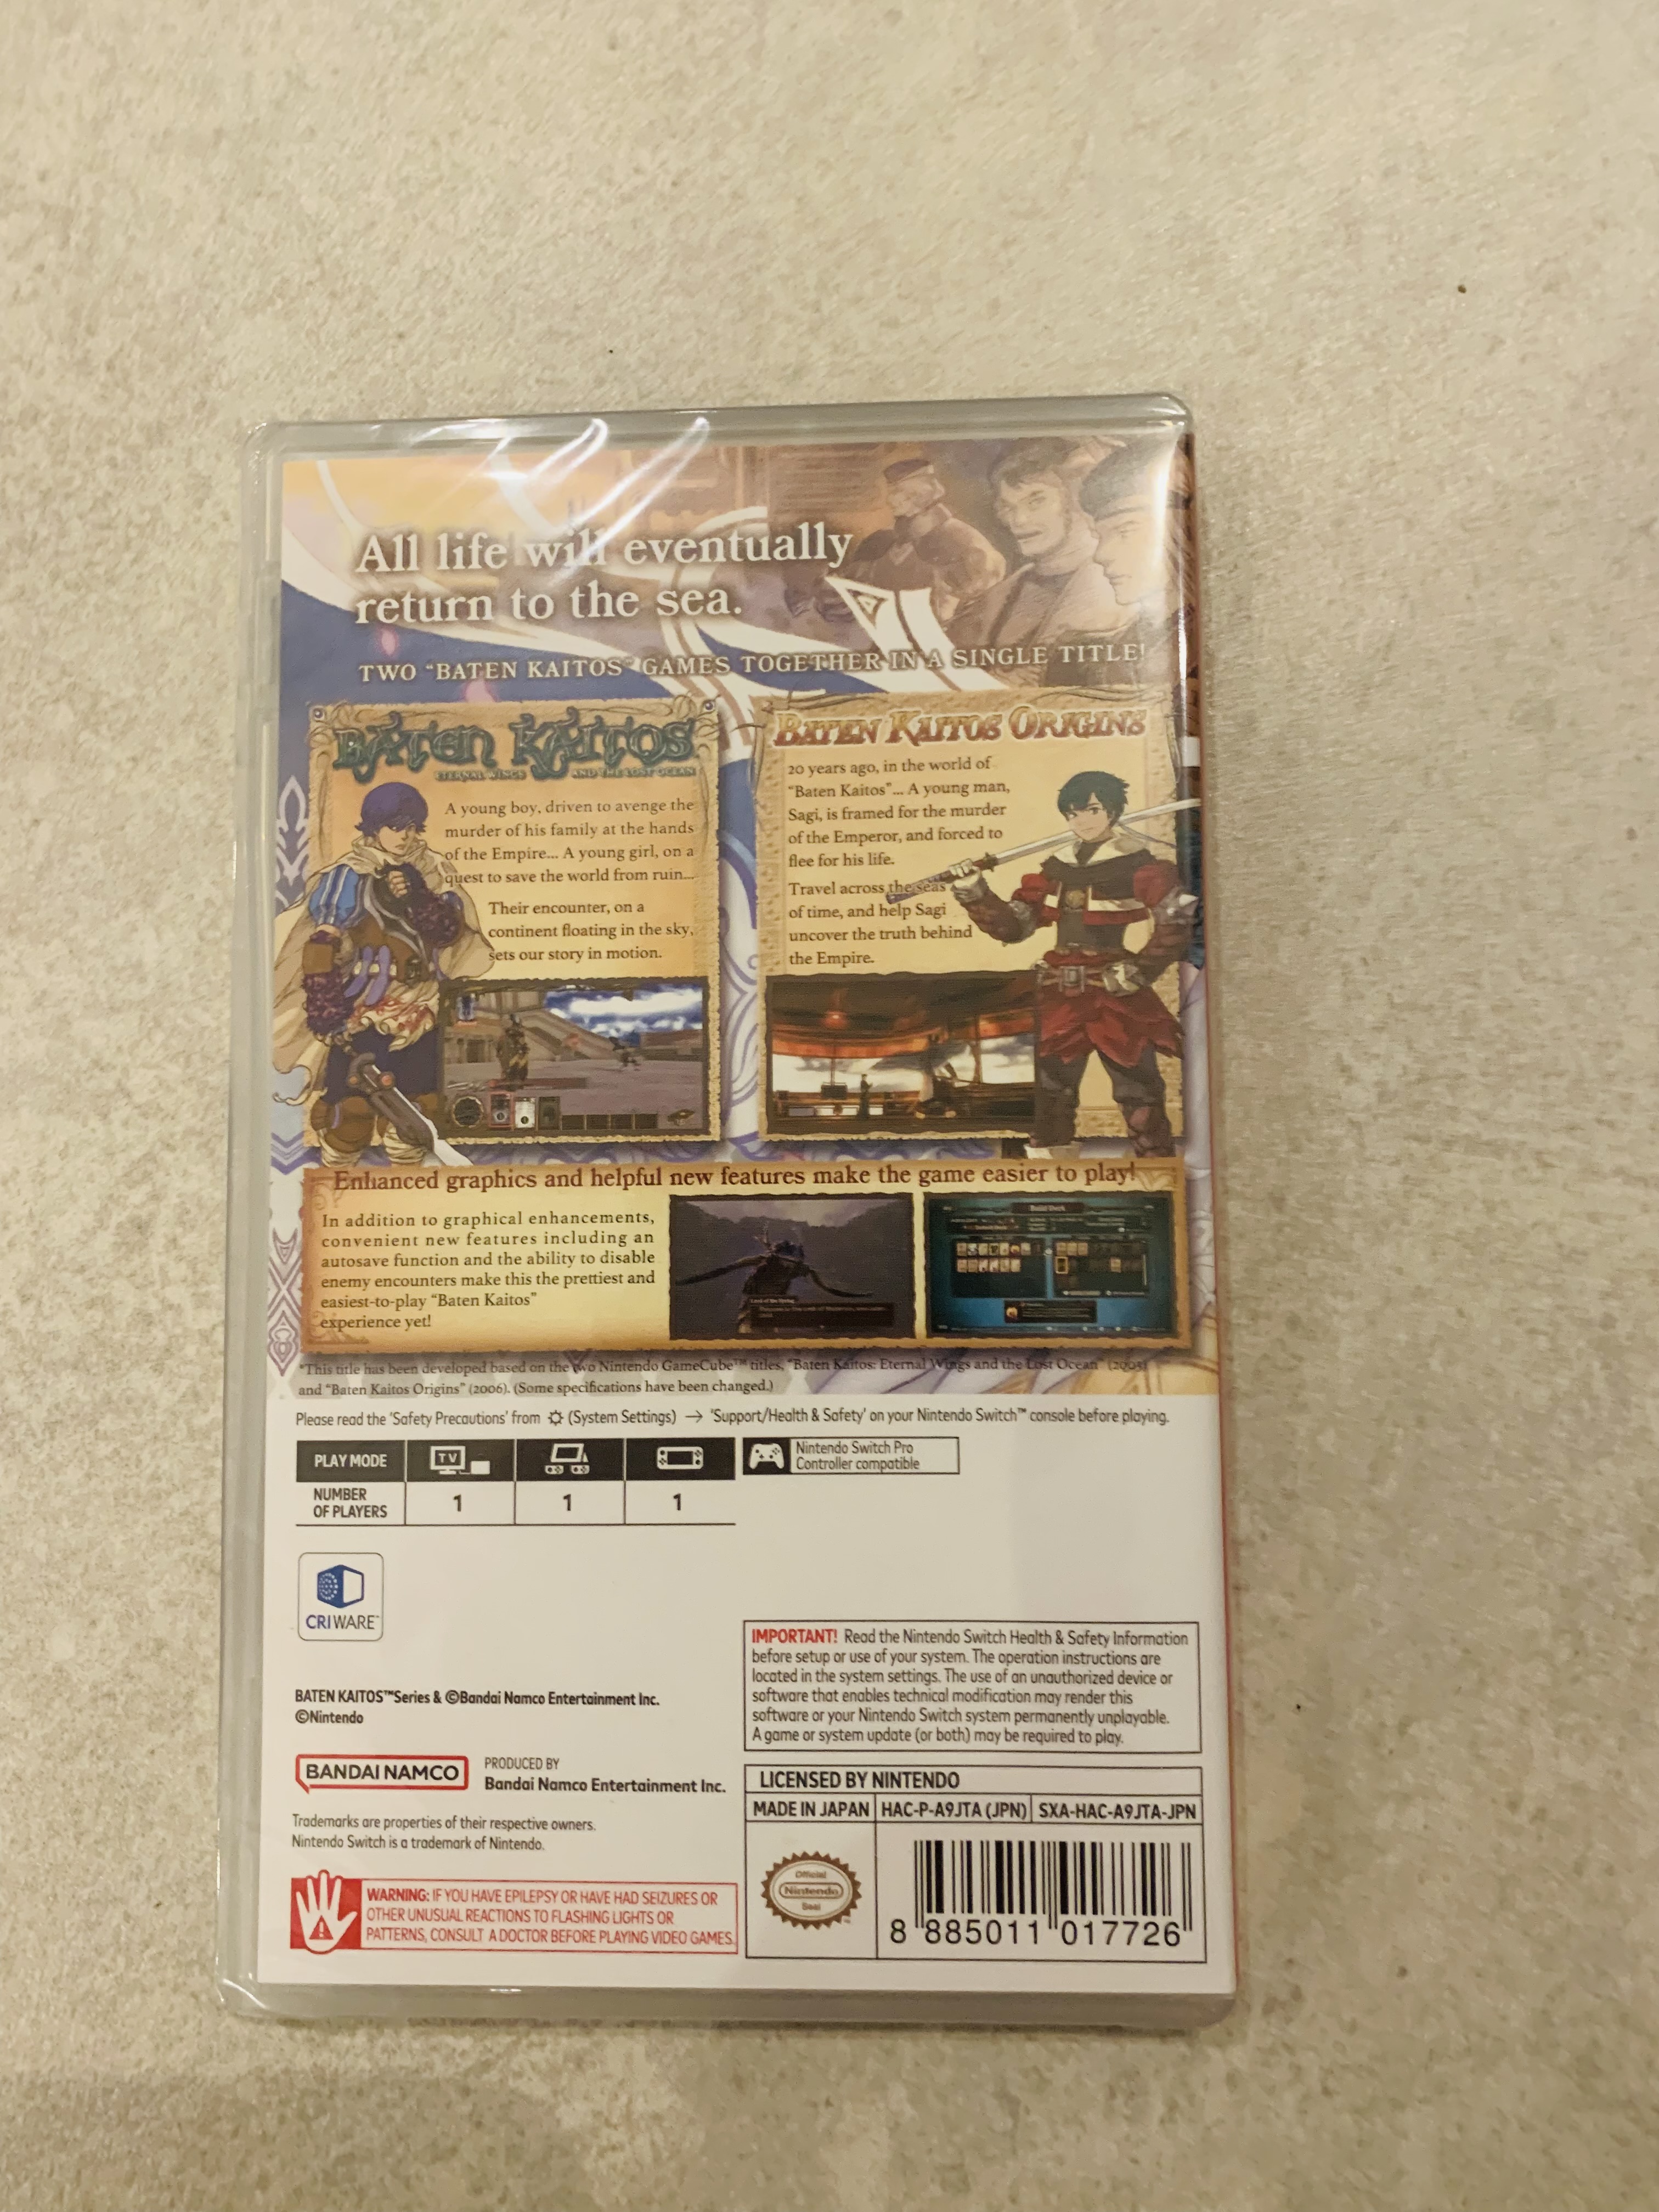 All life will eventually
return to the sea.
TWO “BATEN KAITOS” GAMES TOGETHER IN A SINGLE TITLE!
BATEN KAITOS
ETERNAL WINGS AND THE LOST OCEAN
A young boy, driven to avenge the
murder of his family at the hands
of the Empire... A young girl, on a
quest to save the world from ruin...
Their encounter, on a
continent floating in the sky,
sets our story in motion.
BATEN KAITOS ORIGINS
20 years ago, in the world of
“Baten Kaitos”... A young man,
Sagi, is framed for the murder
of the Emperor, and forced to
flee for his life.
Travel across the seas
of time, and help Sagi
uncover the truth behind
the Empire.
Enhanced graphics and helpful new features make the game easier to play!
In addition to graphical enhancements,
convenient new features including an
autosave function and the ability to disable
enemy encounters make this the prettiest and
easiest-to-play “Baten Kaitos”
experience yet!
Build Deck
*This title has been developed based on the two Nintendo GameCube™ titles, “Baten Kaitos: Eternal Wings and the Lost Ocean” (2003)
and “Baten Kaitos Origins” (2006). (Some specifications have been changed.)
Please read the ‘Safety Precautions’ from (System Settings) → ‘Support/Health & Safety’ on your Nintendo Switch™ console before playing.
PLAY MODE TV
NUMBER
OF PLAYERS
1 1 1
Nintendo Switch Pro
Controller compatible
CRIWARE™
BATEN KAITOS™Series & ©Bandai Namco Entertainment Inc.
©Nintendo
BANDAI NAMCO
PRODUCED BY
Bandai Namco Entertainment Inc.
Trademarks are properties of their respective owners.
Nintendo Switch is a trademark of Nintendo.
WARNING: IF YOU HAVE EPILEPSY OR HAVE HAD SEIZURES OR
OTHER UNUSUAL REACTIONS TO FLASHING LIGHTS OR
PATTERNS, CONSULT A DOCTOR BEFORE PLAYING VIDEO GAMES.
IMPORTANT! Read the Nintendo Switch Health & Safety Information
before setup or use of your system. The operation instructions are
located in the system settings. The use of an unauthorized device or
software that enables technical modification may render this
software or your Nintendo Switch system permanently unplayable.
A game or system update (or both) may be required to play.
LICENSED BY NINTENDO
MADE IN JAPAN HAC-P-A9JTA (JPN) SXA-HAC-A9JTA-JPN
Official
Nintendo
Seal
8 885011 017726